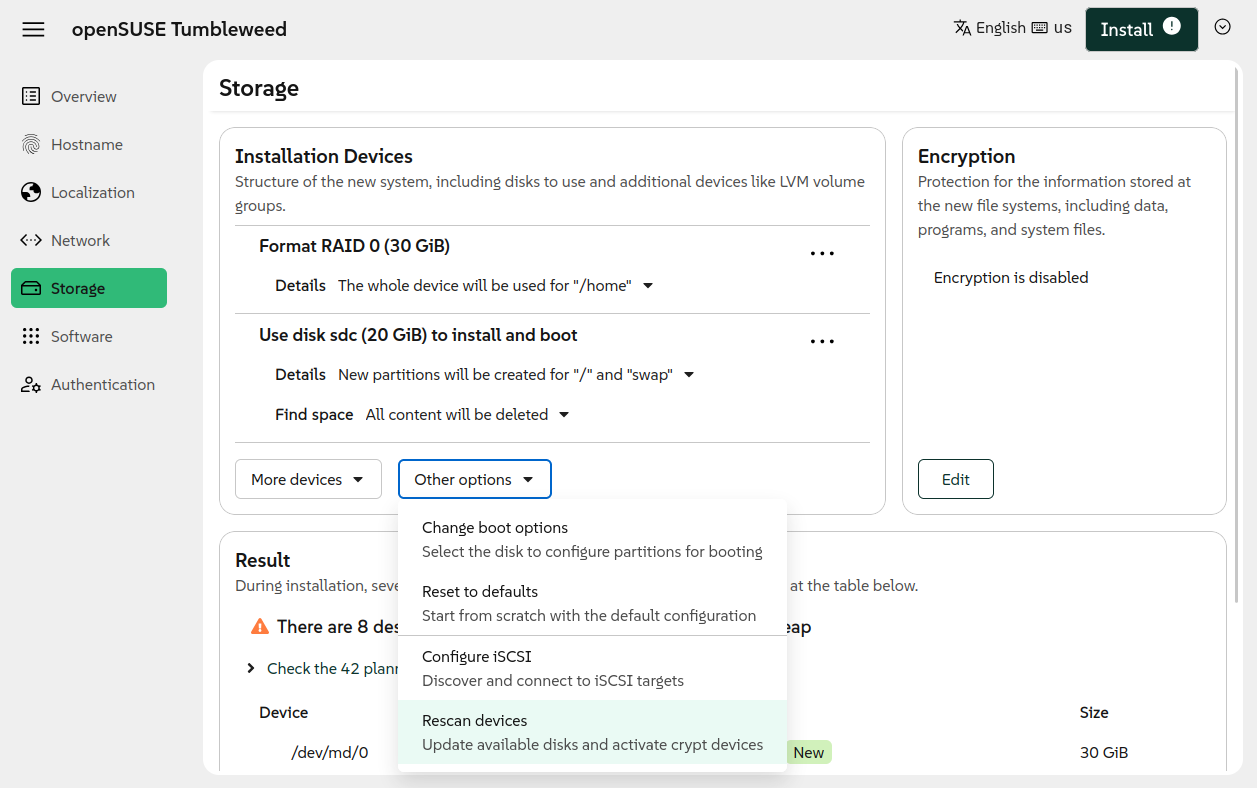 openSUSE Tumbleweed
English us
Install
Overview
Hostname
Localization
Network
Storage
Software
Authentication
Storage
Installation Devices
Structure of the new system, including disks to use and additional devices like LVM volume
groups.
Format RAID 0 (30 GiB)
Details The whole device will be used for "/home"
Use disk sdc (20 GiB) to install and boot
Details New partitions will be created for "/" and "swap"
Find space All content will be deleted
More devices
Other options
Encryption
Protection for the information stored at
the new file systems, including data,
programs, and system files.
Encryption is disabled
Edit
Change boot options
Select the disk to configure partitions for booting
Reset to defaults
Start from scratch with the default configuration
Configure iSCSI
Discover and connect to iSCSI targets
Rescan devices
Update available disks and activate crypt devices
Result
During installation, at the table below.
There are 8
Check the 42
Device Size
/dev/md/0 New 30 GiB